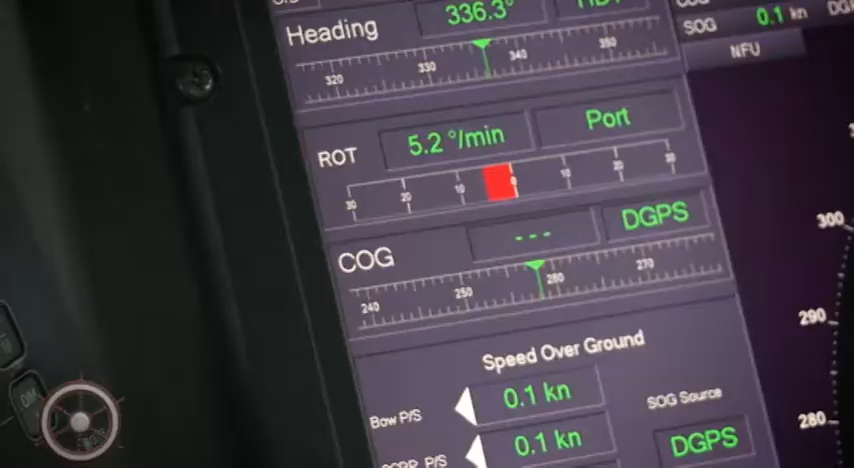 Heading 336.3° HDT
320 330 340 350
ROT 5.2 °/min Port
30 20 10 0 10 20 30
COG - - - DGPS
240 250 260 270
Speed Over Ground
Bow P/S 0.1 kn SOG Source
0.1 kn DGPS
SOG 0.1 kn
NFU
300
290
280